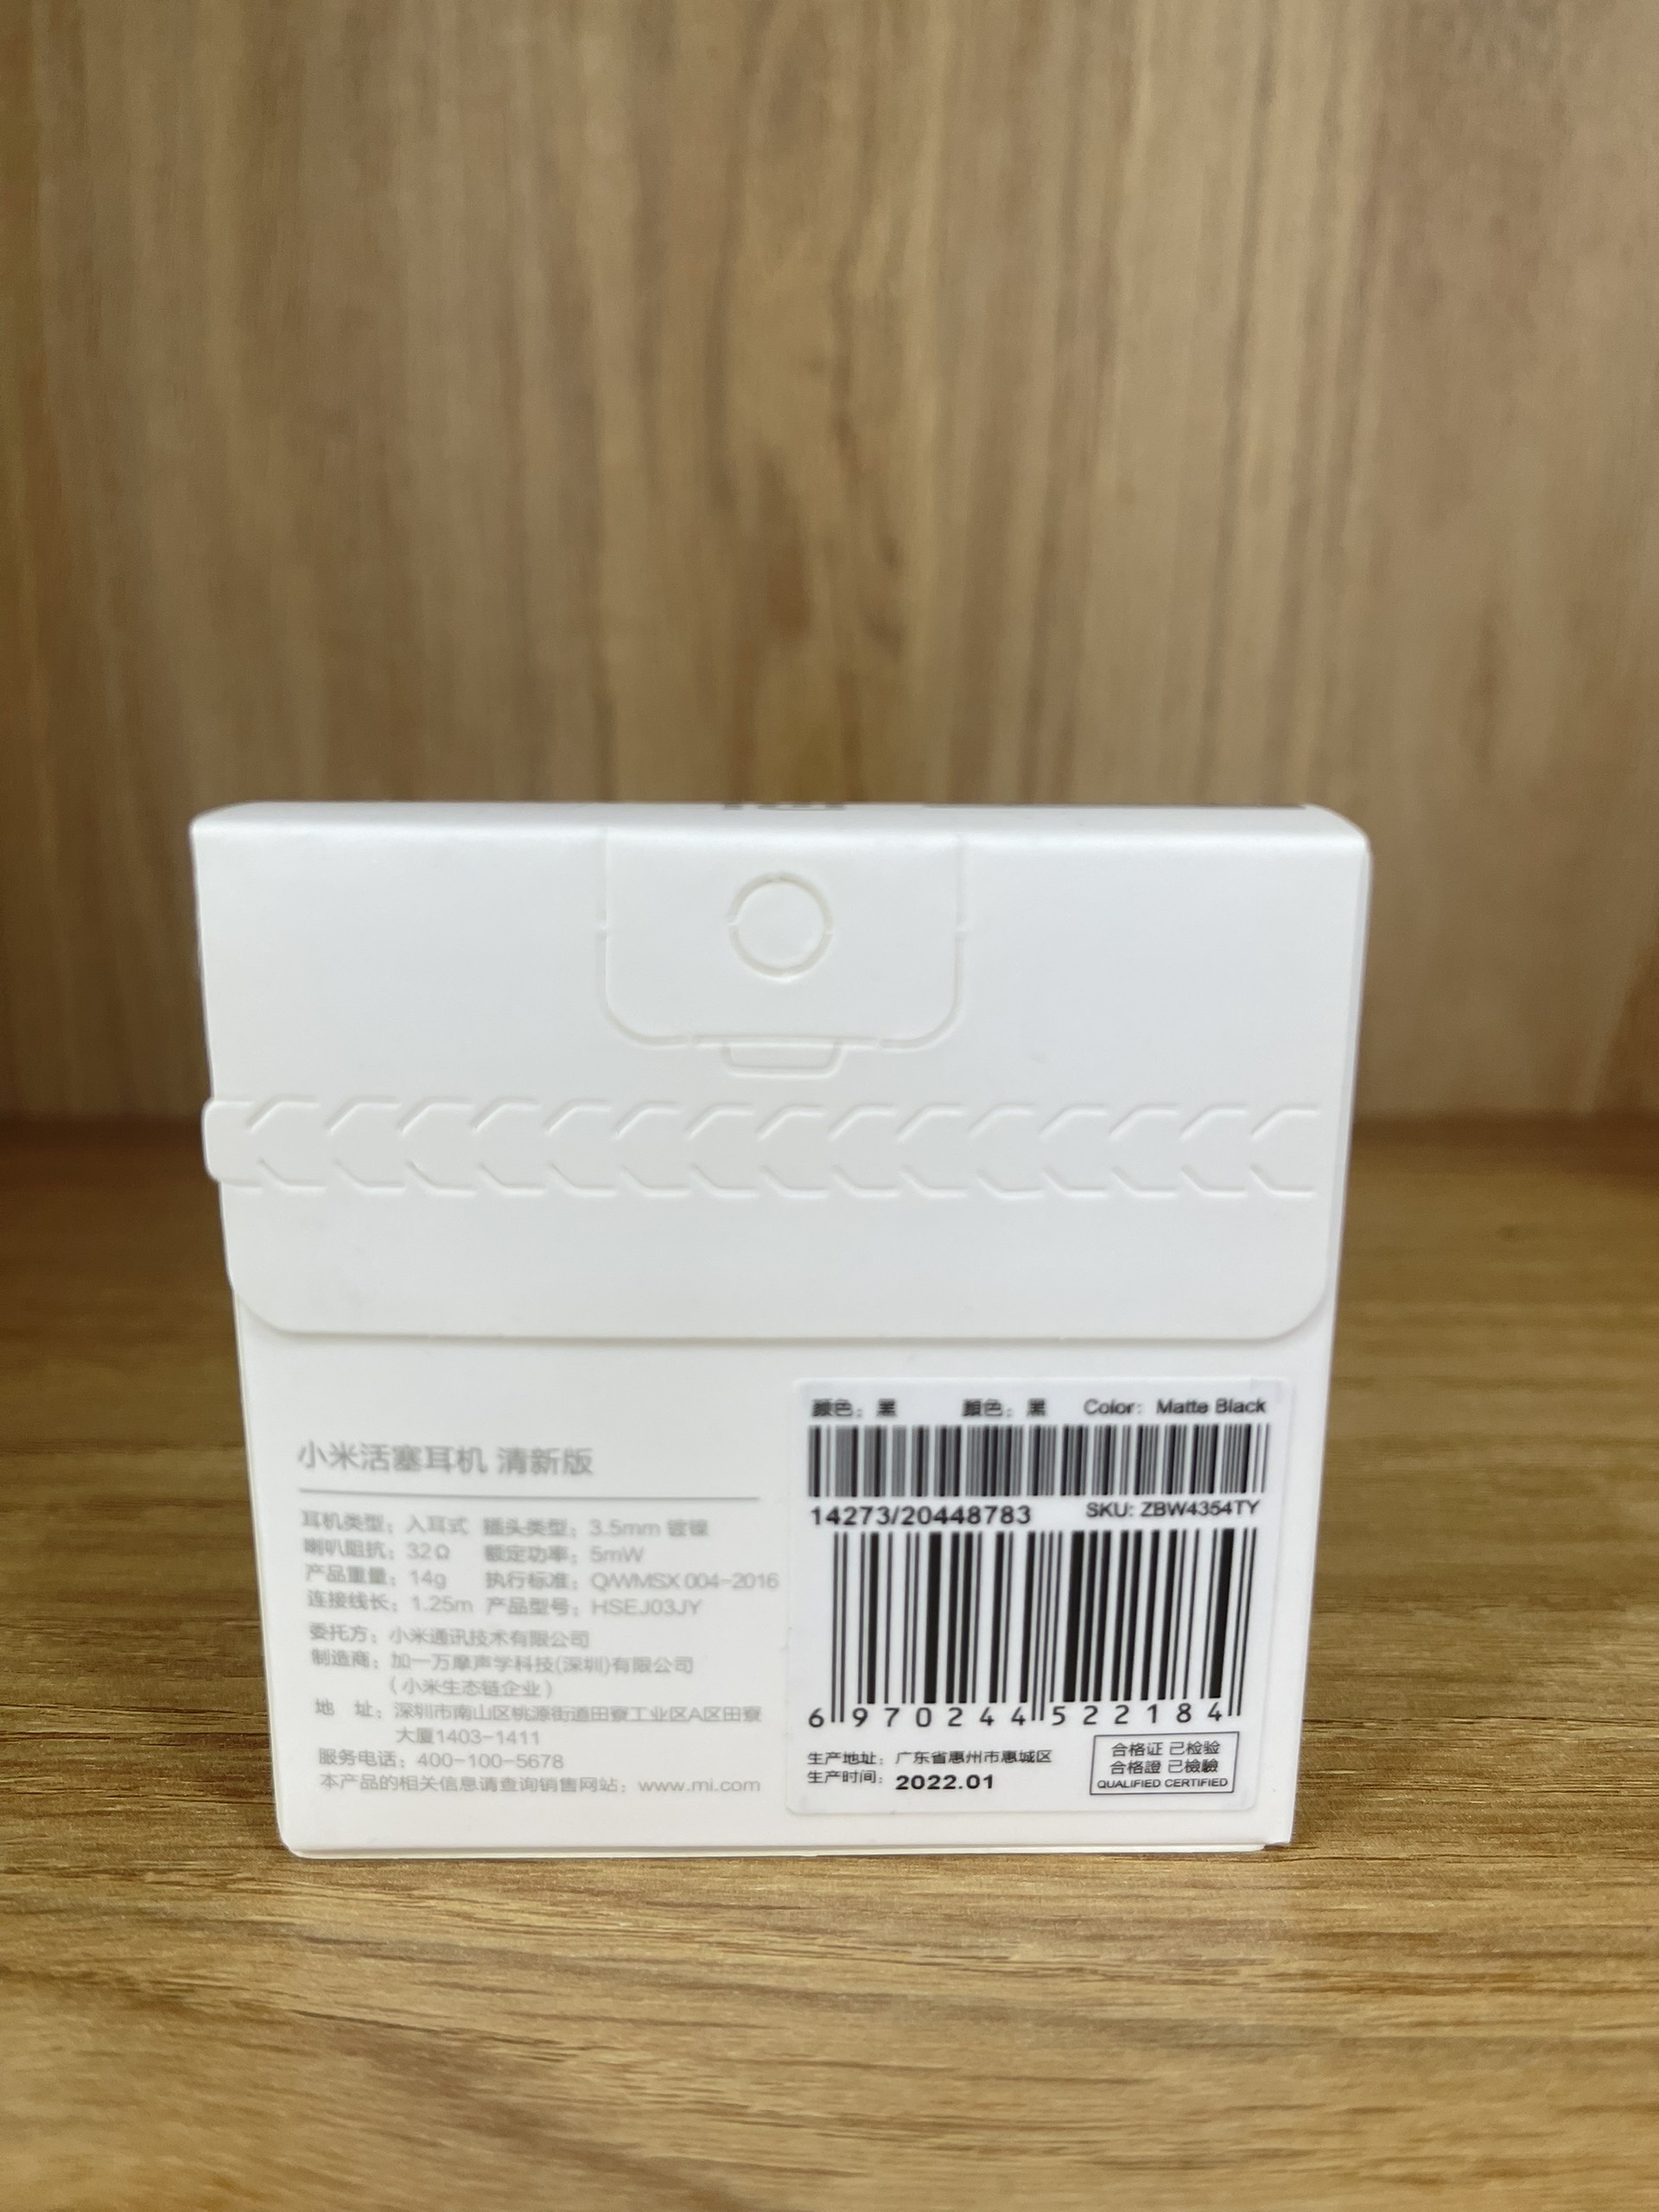 小米活塞耳机 清新版
耳机类型：入耳式 插头类型：3.5mm 镀镍
喇叭阻抗：32Ω 额定功率：5mW
产品重量：14g 执行标准：Q/WMSX 004-2016
连接线长：1.25m 产品型号：HSEJ03JY
委托方：小米通讯技术有限公司
制造商：加一万摩声学科技(深圳)有限公司
(小米生态链企业)
地 址：深圳市南山区桃源街道田寮工业区A区田寮
大厦1403-1411
服务电话：400-100-5678
本产品的相关信息请查询销售网站：www.mi.com
颜色：黑 顏色：黑 Color: Matte Black
14273/20448783 SKU: ZBW4354TY
6 970244 522184
生产地址：广东省惠州市惠城区
生产时间：2022.01
合格证 已检验
合格證 已檢驗
QUALIFIED CERTIFIED